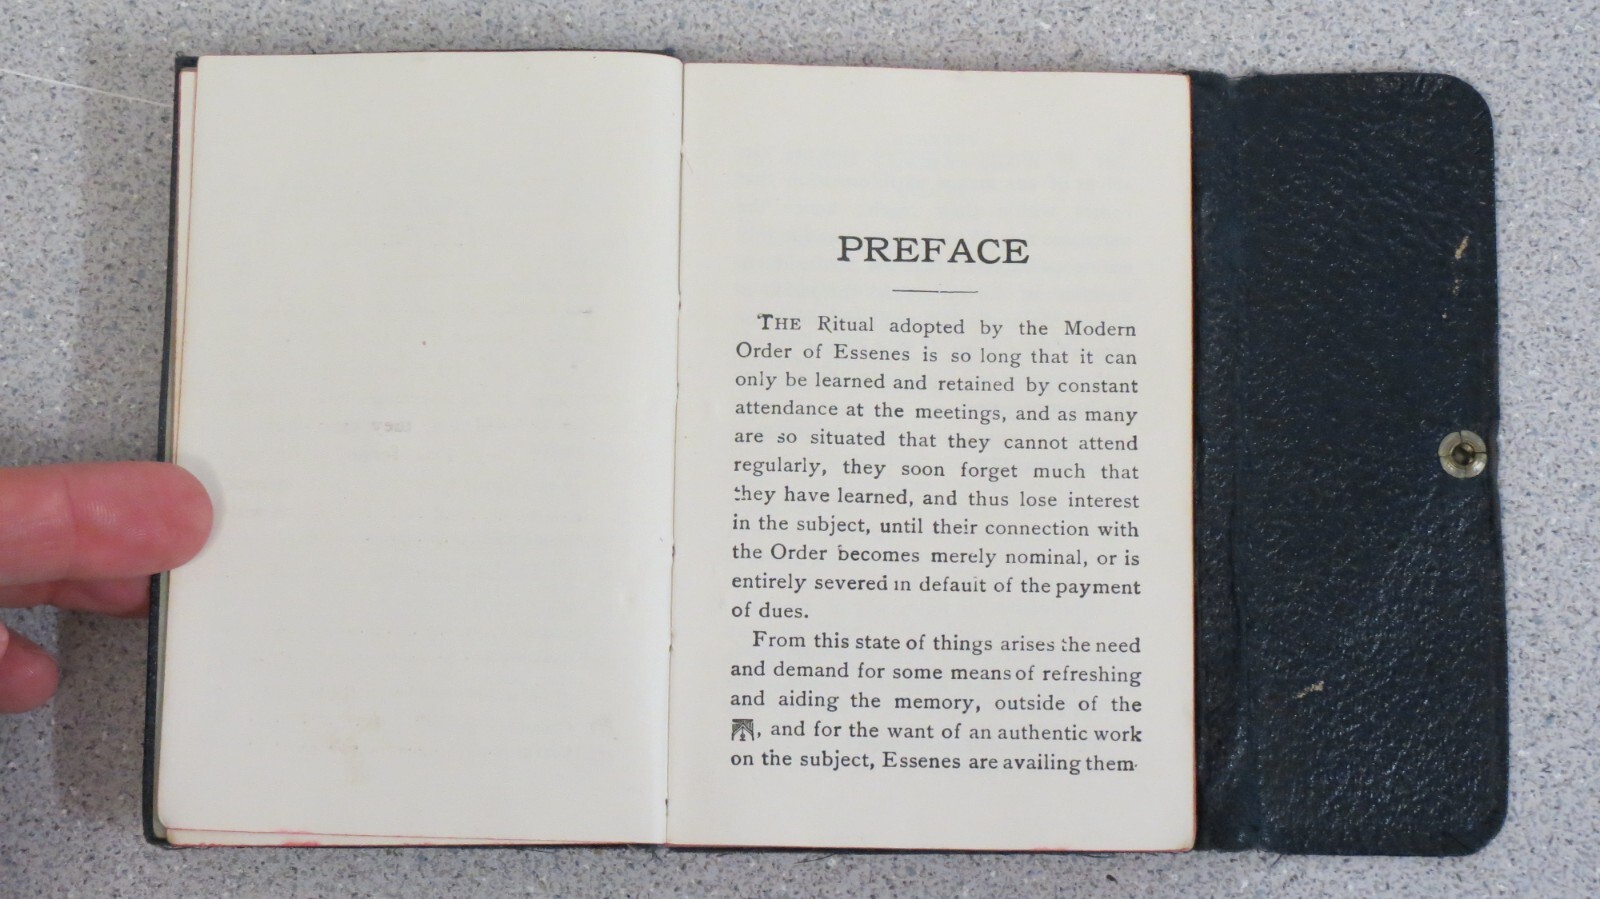 PREFACE
THE Ritual adopted by the Modern
Order of Essenes is so long that it can
only be learned and retained by constant
attendance at the meetings, and as many
are so situated that they cannot attend
regularly, they soon forget much that
they have learned, and thus lose interest
in the subject, until their connection with
the Order becomes merely nominal, or is
entirely severed in default of the payment
of dues.
From this state of things arises the need
and demand for some means of refreshing
and aiding the memory, outside of the
, and for the want of an authentic work
on the subject, Essenes are availing them-